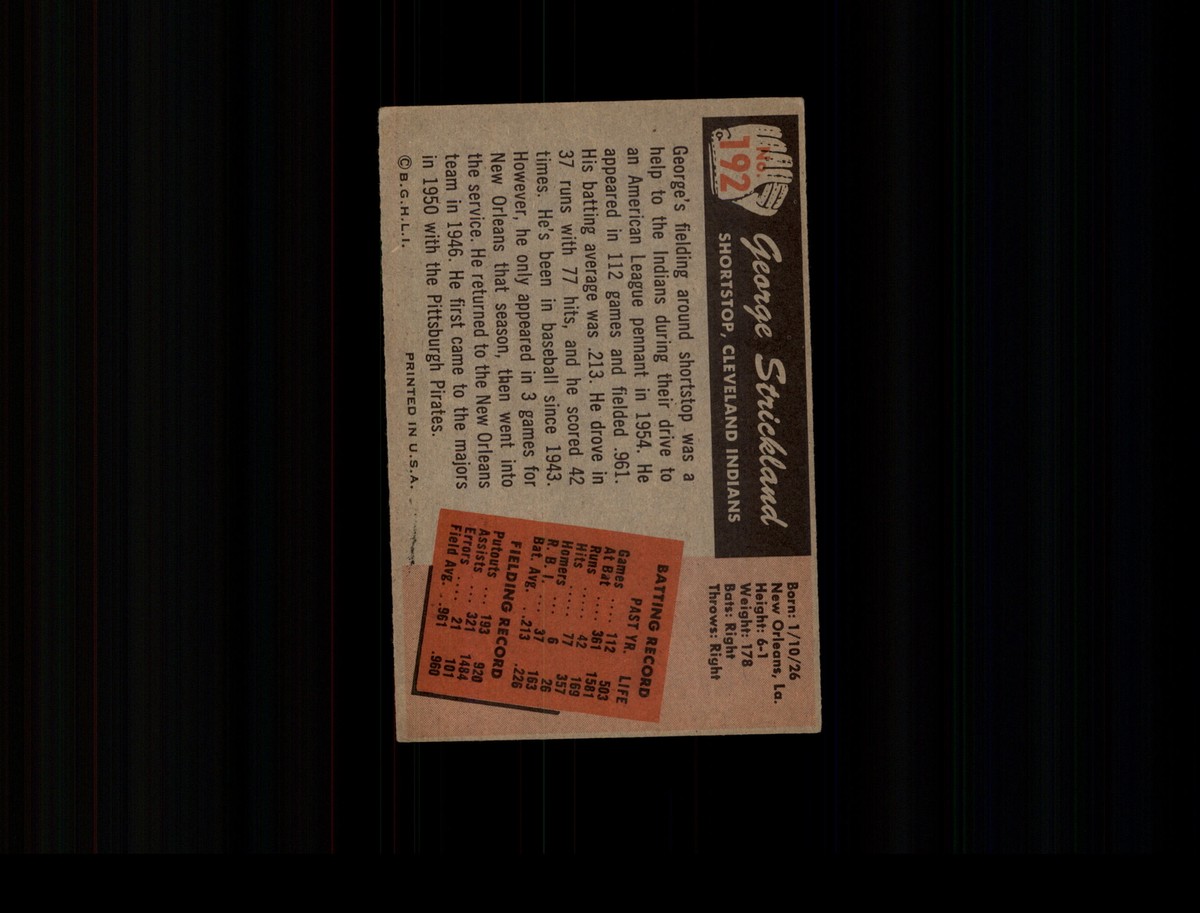 No.
192
George Strickland
SHORTSTOP, CLEVELAND INDIANS
Born: 1/10/26
New Orleans, La.
Height: 6-1
Weight: 178
Bats: Right
Throws: Right
George's fielding around shortstop was a
help to the Indians during their drive to
an American League pennant in 1954. He
appeared in 112 games and fielded .961.
His batting average was .213. He drove in
37 runs with 77 hits, and he scored 42
times. He's been in baseball since 1943.
However, he only appeared in 3 games for
New Orleans that season, then went into
the service. He returned to the New Orleans
team in 1946. He first came to the majors
in 1950 with the Pittsburgh Pirates.
©B.G.H.L.I.
PRINTED IN U.S.A.
BATTING RECORD
PAST YR. LIFE
Games .... 112 503
At Bat .... 361 1581
Runs ..... 42 169
Hits ...... 77 357
Homers .... 6 26
R. B. I. ... 37 163
Bat. Avg. .. .213 .226
FIELDING RECORD
Putouts ... 193 920
Assists ... 321 1484
Errors .... 21 101
Field Avg. . .961 .960